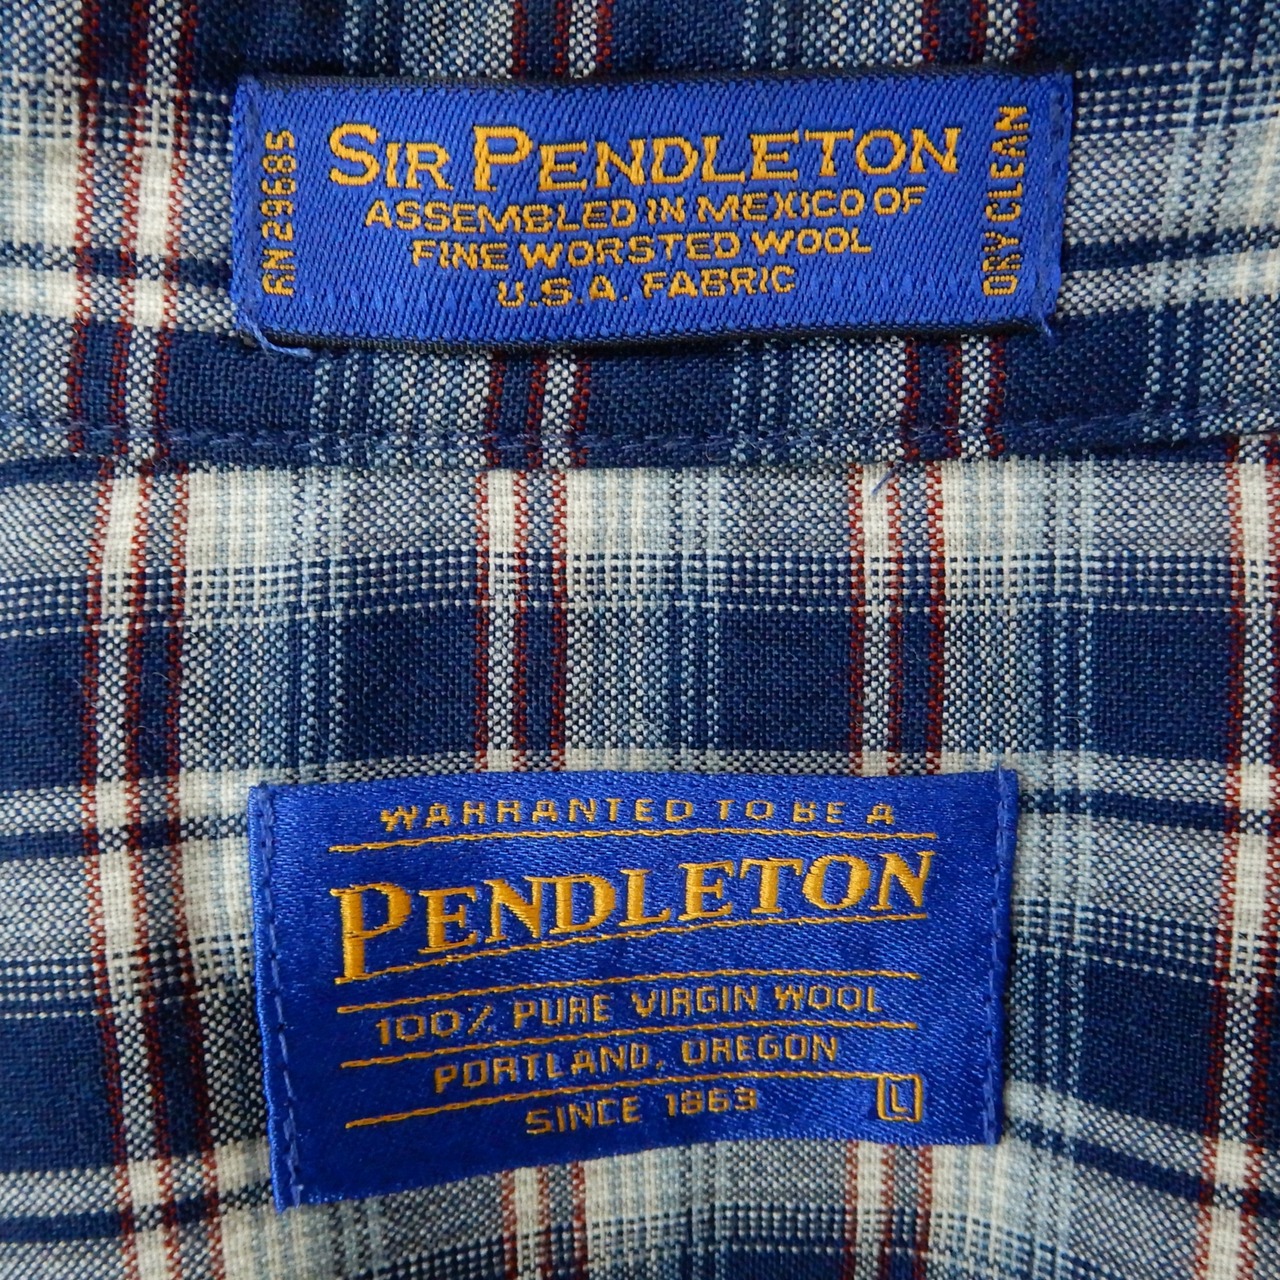 RN 29685
SIR PENDLETON
ASSEMBLED IN MEXICO OF
FINE WORSTED WOOL
U.S.A. FABRIC
DRY CLEAN
WARRANTED TO BE A
PENDLETON
100% PURE VIRGIN WOOL
PORTLAND, OREGON
SINCE 1863
L